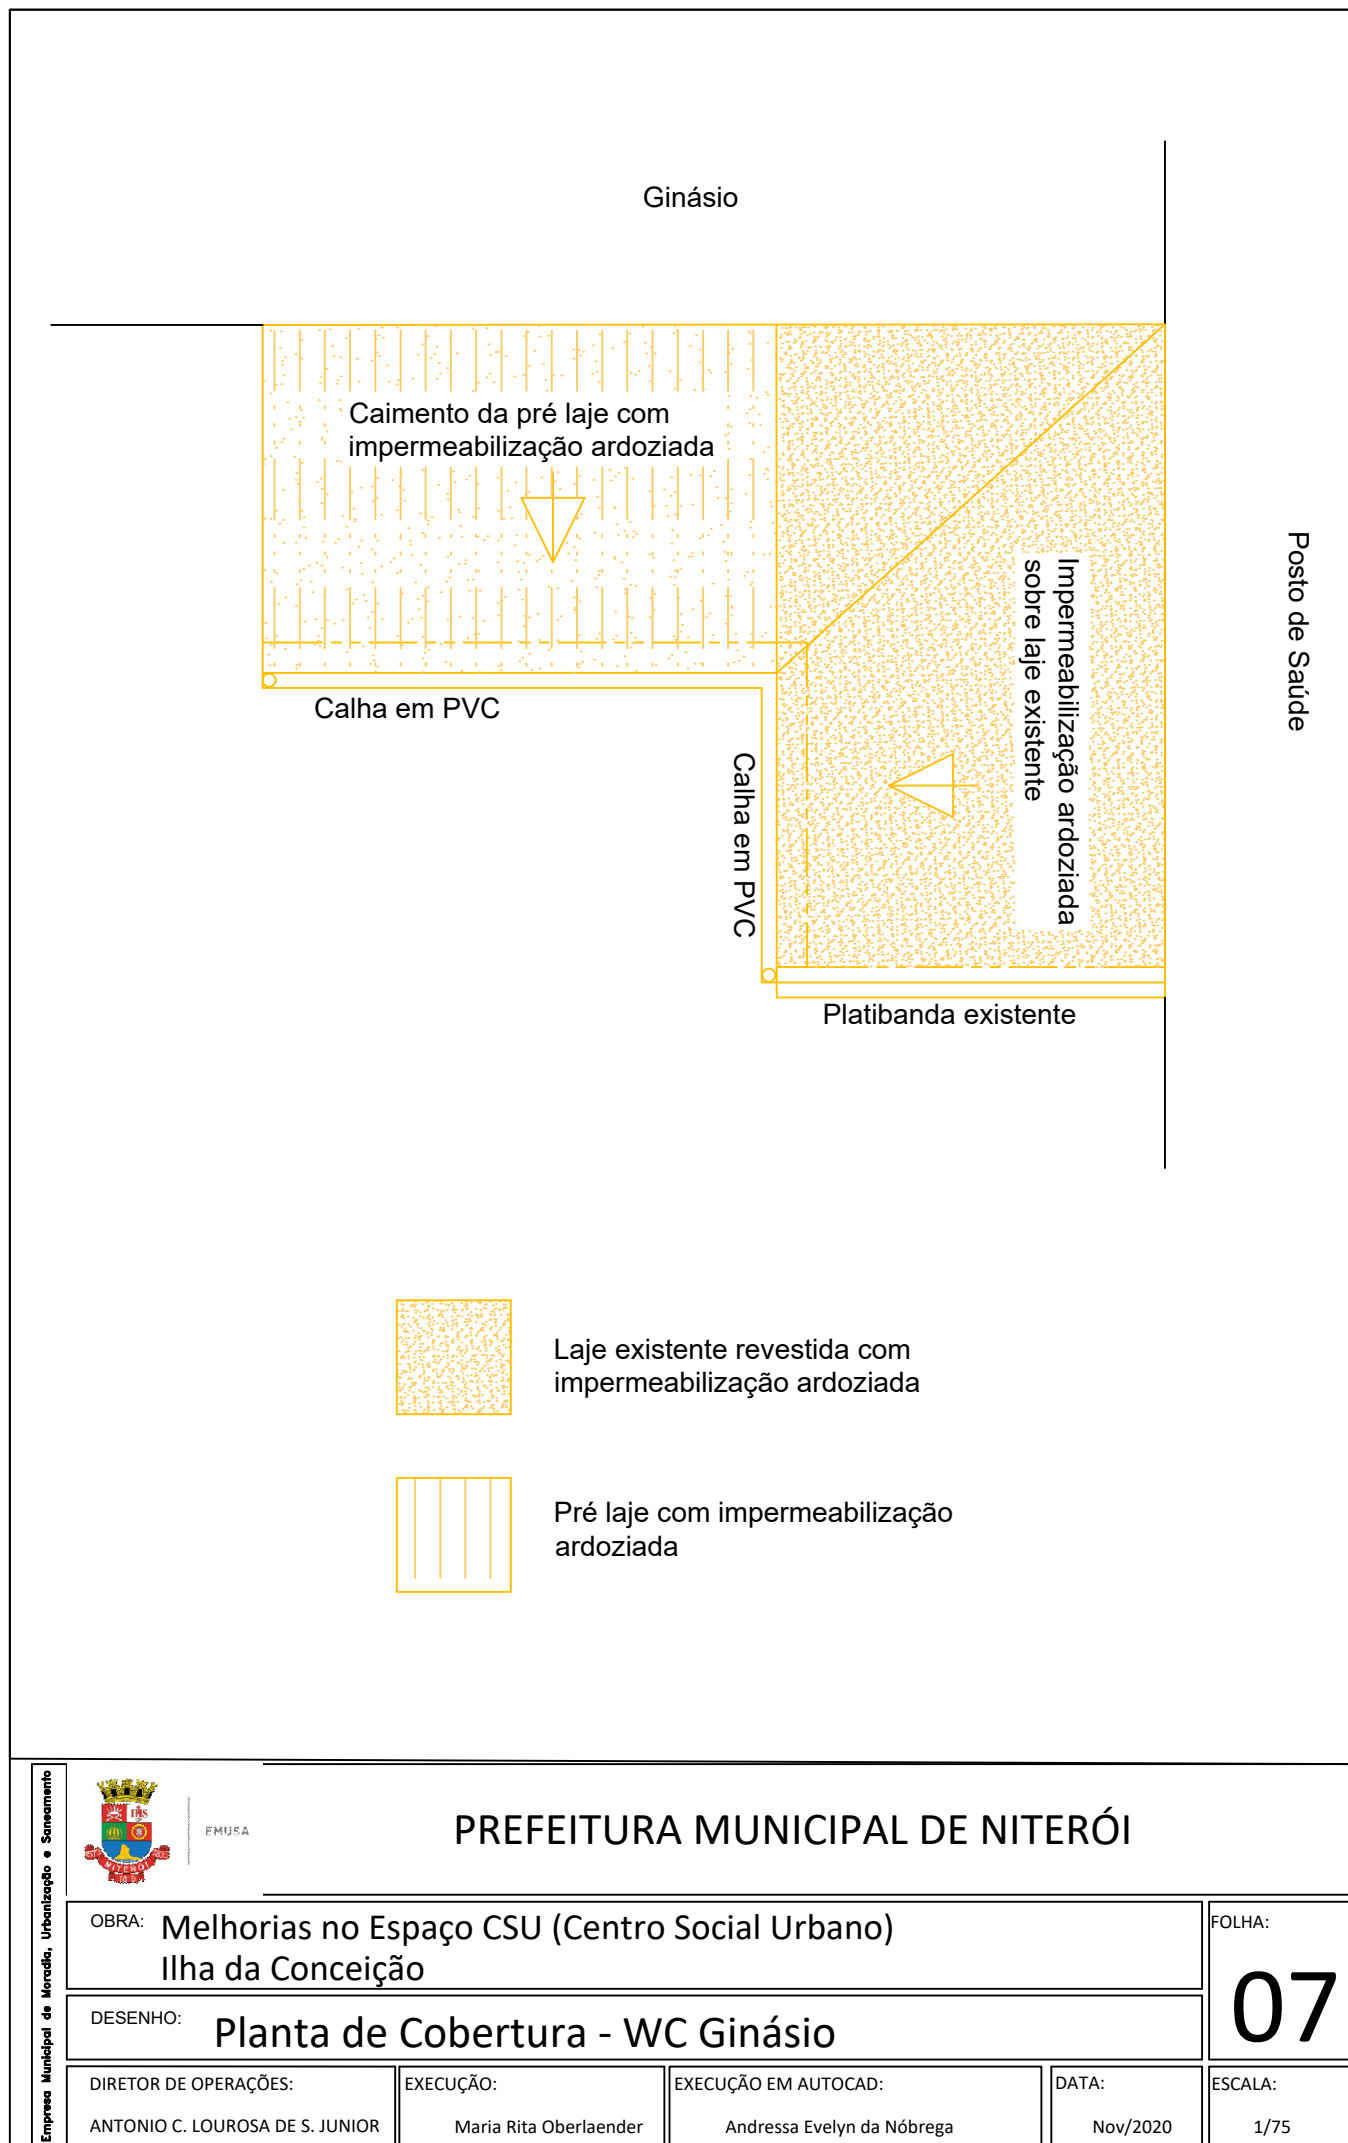 Ginásio
Caimento da pré laje com
impermeabilização ardoziada
Posto de Saúde
Impermeabilização ardoziada
sobre laje existente
Calha em PVC
Calha em PVC
Platibanda existente
Laje existente revestida com
impermeabilização ardoziada
Pré laje com impermeabilização
ardoziada
Empresa Municipal de Moradia, Urbanização e Saneamento
NITERÓI
EMUSA
PREFEITURA MUNICIPAL DE NITERÓI
OBRA: Melhorias no Espaço CSU (Centro Social Urbano)
Ilha da Conceição
FOLHA:
07
DESENHO: Planta de Cobertura - WC Ginásio
DIRETOR DE OPERAÇÕES:
ANTONIO C. LOUROSA DE S. JUNIOR
EXECUÇÃO:
Maria Rita Oberlaender
EXECUÇÃO EM AUTOCAD:
Andressa Evelyn da Nóbrega
DATA:
Nov/2020
ESCALA:
1/75